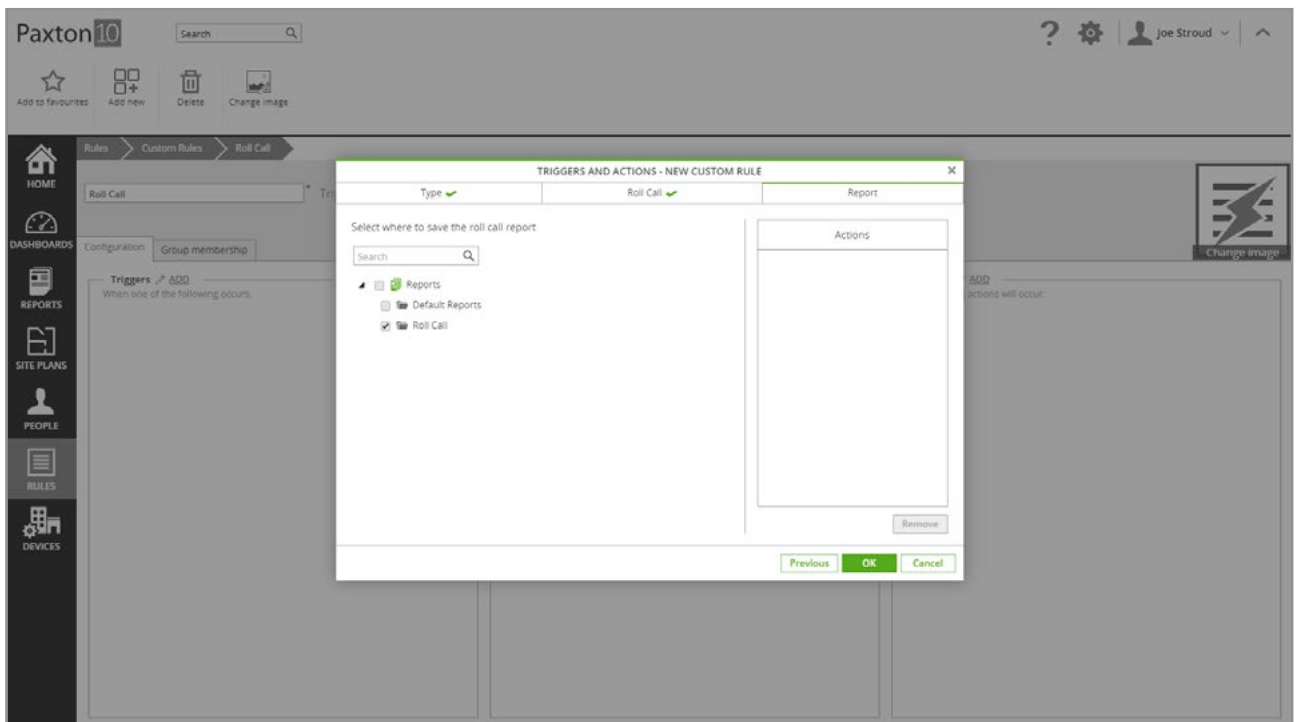 Paxton10
Search
?
Joe Stroud
Add to favourites
Add new
Delete
Change image
Rules
Custom Rules
Roll Call
Roll Call
* Tri
Configuration
Group membership
Triggers ADD
When one of the following occurs:
ADD
actions will occur:
Change image
HOME
DASHBOARDS
REPORTS
SITE PLANS
PEOPLE
RULES
DEVICES
TRIGGERS AND ACTIONS - NEW CUSTOM RULE
Type
Roll Call
Report
Select where to save the roll call report
Search
Reports
Default Reports
Roll Call
Actions
Remove
Previous
OK
Cancel